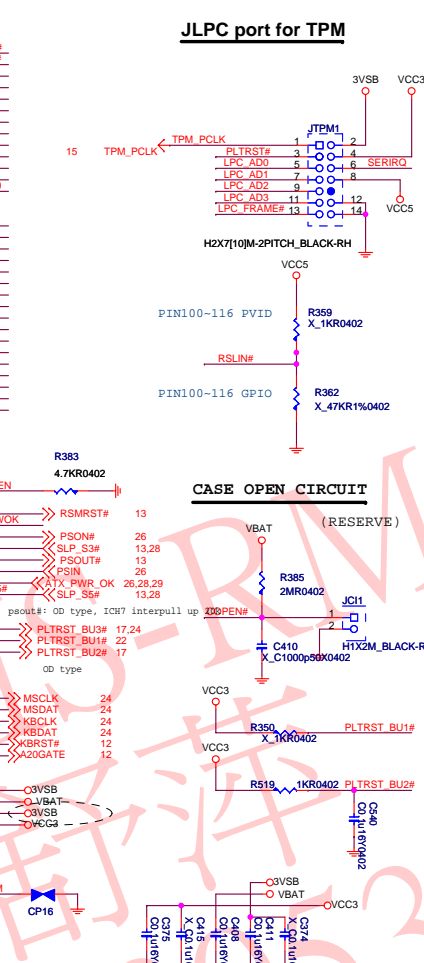 JLPC port for TPM
3VSB VCC3
JTPM1
15 TPM_PCLK TPM_PCLK 1 2
PLTRST# 3 4
LPC_AD0 5 6 SERIRQ
LPC_AD1 7 8
LPC_AD2 9
LPC_AD3 11 12
LPC_FRAME# 13 14
VCC5
H2X7[10]M-2PITCH_BLACK-RH
VCC5
PIN100~116 PVID
R359
X_1KR0402
RSLIN#
PIN100~116 GPIO
R362
X_47KR1%0402
R383
4.7KR0402
EN
CASE OPEN CIRCUIT
(RESERVE)
WOK
RSMRST# 13
PSON# 26
SLP_S3# 13,28
PSOUT# 13
PSIN 26
ATX_PWR_OK 26,28,29
SLP_S5# 13,28
VBAT
R385
2MR0402
psout#: OD type, ICH7 interpull up 20K
OPEN#
JCI1
1
2
H1X2M_BLACK-R
C410
X_C1000p50X0402
PLTRST_BU3# 17,24
PLTRST_BU1# 22
PLTRST_BU2# 17
OD type
MSCLK 24
MSDAT 24
KBCLK 24
KBDAT 24
KBRST# 12
A20GATE 12
VCC3
R350
X_1KR0402
PLTRST_BU1#
VCC3
R519 1KR0402 PLTRST_BU2#
C540
C0.1u16Y0402
3VSB
VBAT
3VSB
VCC3
CP16
3VSB
VBAT
VCC3
C375
C415
C408
C411
C374